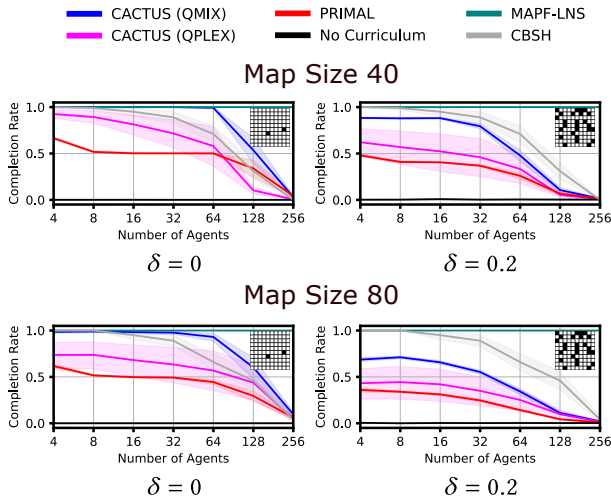 CACTUS (QMIX) PRIMAL MAPF-LNS
CACTUS (QPLEX) No Curriculum CBSH
Map Size 40
Completion Rate
1.0
0.5
0.0
4 8 16 32 64 128 256
Number of Agents
δ = 0
Completion Rate
1.0
0.5
0.0
4 8 16 32 64 128 256
Number of Agents
δ = 0.2
Map Size 80
Completion Rate
1.0
0.5
0.0
4 8 16 32 64 128 256
Number of Agents
δ = 0
Completion Rate
1.0
0.5
0.0
4 8 16 32 64 128 256
Number of Agents
δ = 0.2